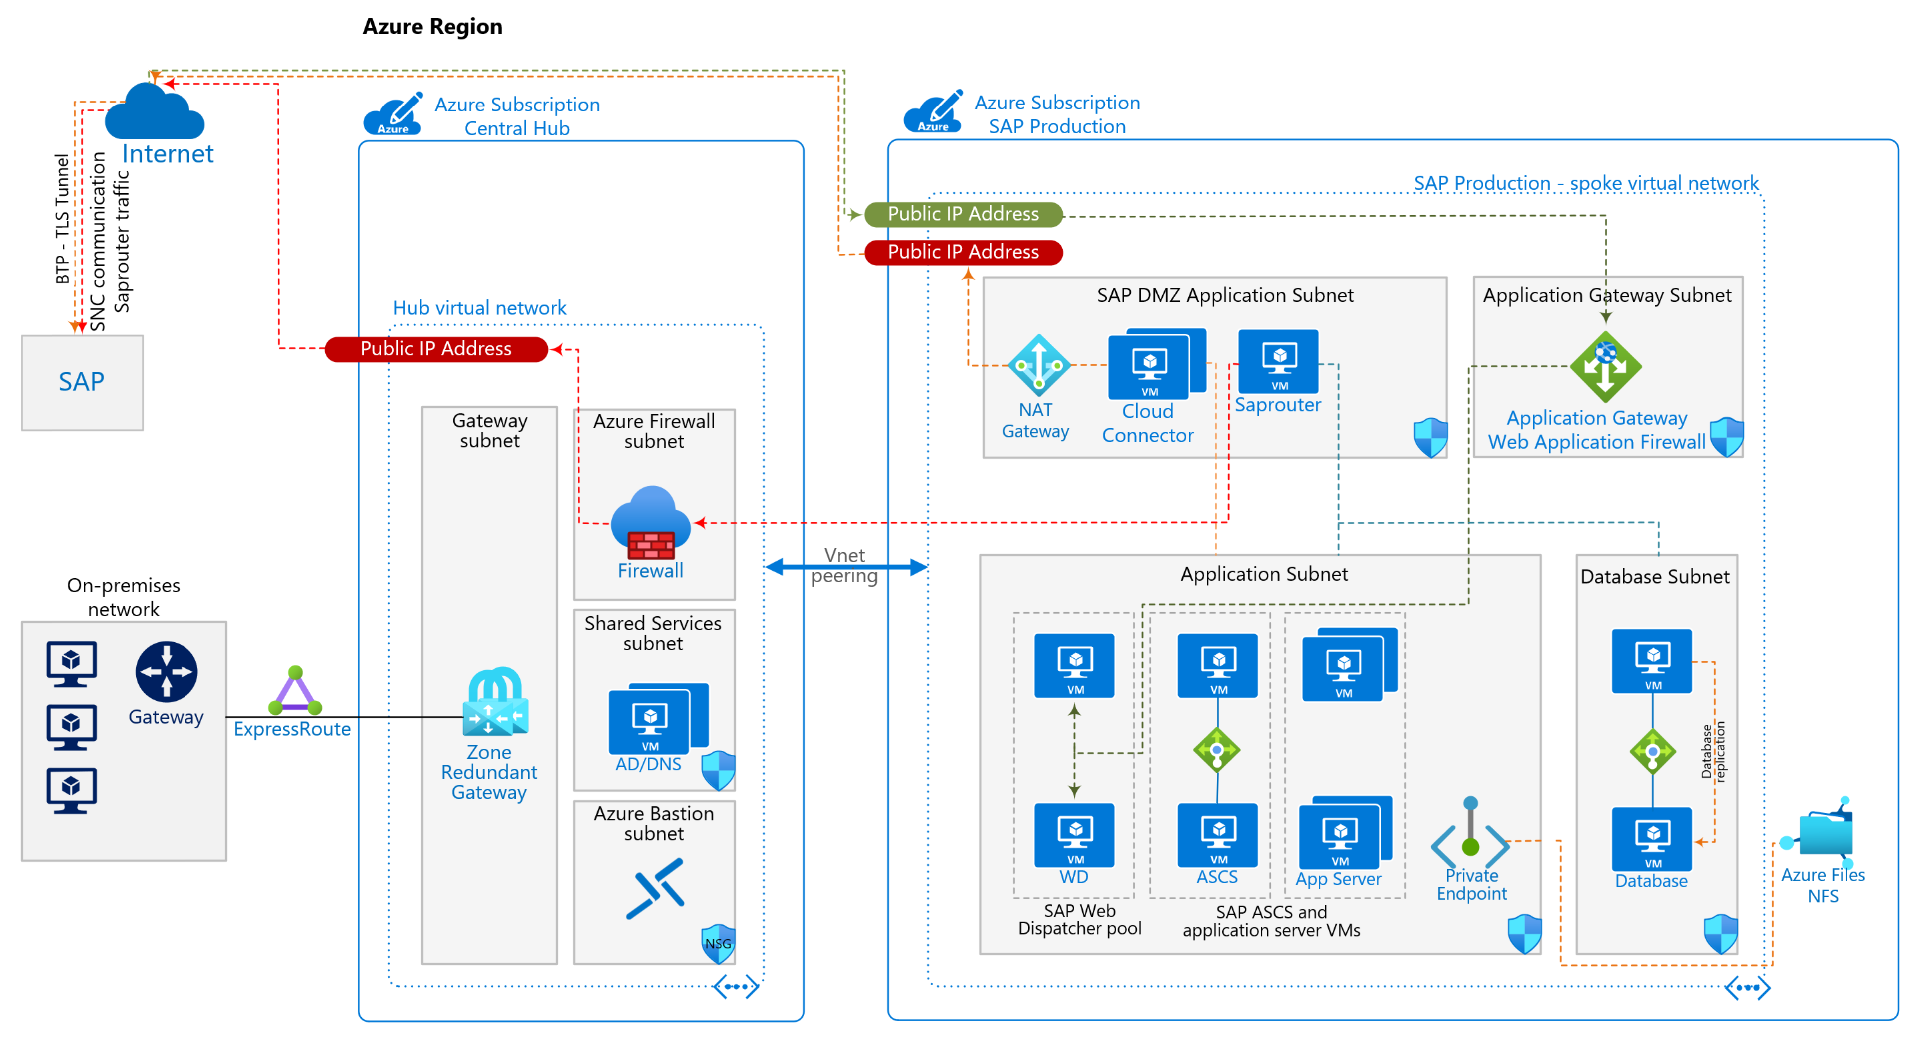 Azure Region
Azure
Azure Subscription
Central Hub
Azure
Azure Subscription
SAP Production
Internet
BTP - TLS Tunnel
SNC communication
Saprouter traffic
SAP
SAP Production - spoke virtual network
Public IP Address
Public IP Address
Hub virtual network
Public IP Address
SAP DMZ Application Subnet
NAT
Gateway
VM
Cloud
Connector
VM
Saprouter
Application Gateway Subnet
Application Gateway
Web Application Firewall
Gateway
subnet
Azure Firewall
subnet
Firewall
Vnet
peering
On-premises
network
Gateway
ExpressRoute
Zone
Redundant
Gateway
Shared Services
subnet
VM
AD/DNS
Azure Bastion
subnet
NSG
Application Subnet
VM
VM
WD
SAP Web
Dispatcher pool
VM
VM
ASCS
VM
VM
App Server
SAP ASCS and
application server VMs
Private
Endpoint
Database Subnet
VM
Database
replication
VM
Database
Azure Files
NFS